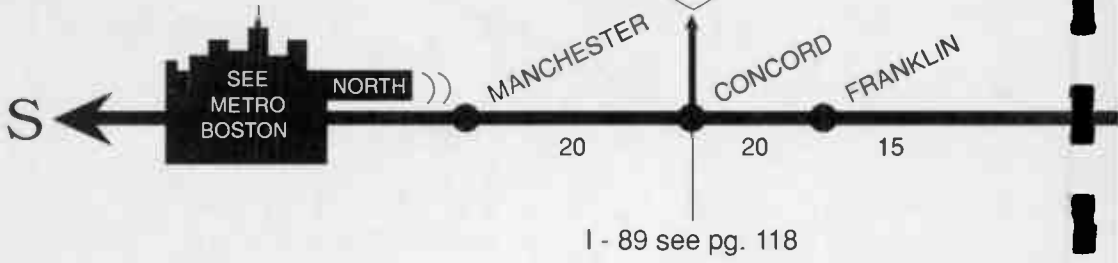 S
SEE
METRO
BOSTON
NORTH
MANCHESTER
CONCORD
FRANKLIN
20
20
15
I - 89 see pg. 118